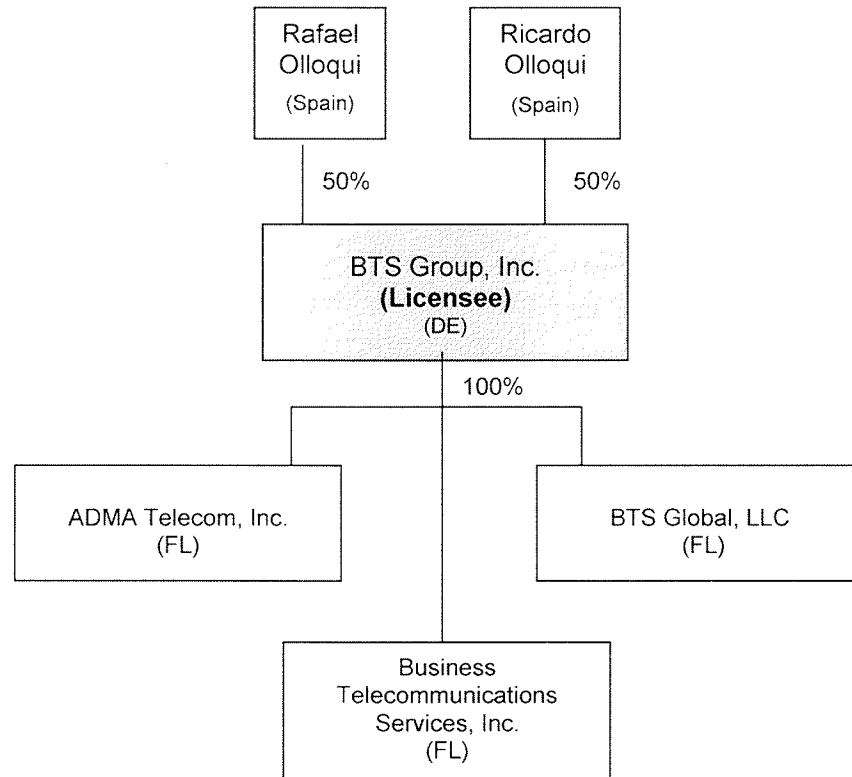 Rafael
Olloqui
(Spain)
Ricardo
Olloqui
(Spain)
50%
50%
BTS Group, Inc.
(Licensee)
(DE)
100%
ADMA Telecom, Inc.
(FL)
BTS Global, LLC
(FL)
Business
Telecommunications
Services, Inc.
(FL)